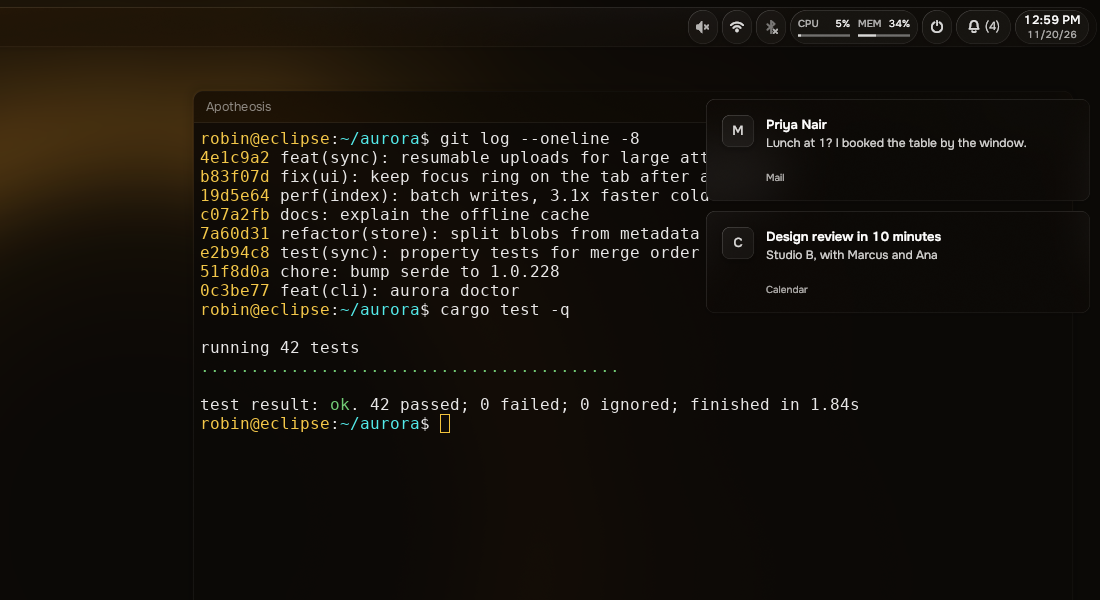 CPU 5% MEM 34%
(4)
12:59 PM
11/20/26
Apotheosis
robin@eclipse:~/aurora$ git log --oneline -8
4e1c9a2 feat(sync): resumable uploads for large att
b83f07d fix(ui): keep focus ring on the tab after a
19d5e64 perf(index): batch writes, 3.1x faster cold
c07a2fb docs: explain the offline cache
7a60d31 refactor(store): split blobs from metadata
e2b94c8 test(sync): property tests for merge order
51f8d0a chore: bump serde to 1.0.228
0c3be77 feat(cli): aurora doctor
robin@eclipse:~/aurora$ cargo test -q
running 42 tests
..........................................
test result: ok. 42 passed; 0 failed; 0 ignored; finished in 1.84s
robin@eclipse:~/aurora$
M
Priya Nair
Lunch at 1? I booked the table by the window.
Mail
C
Design review in 10 minutes
Studio B, with Marcus and Ana
Calendar